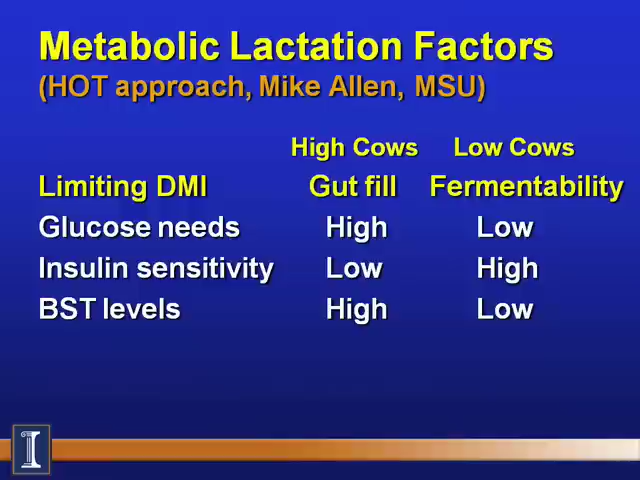 Metabolic Lactation Factors
(HOT approach, Mike Allen, MSU)
High Cows Low Cows
Limiting DMI Gut fill Fermentability
Glucose needs High Low
Insulin sensitivity Low High
BST levels High Low
I